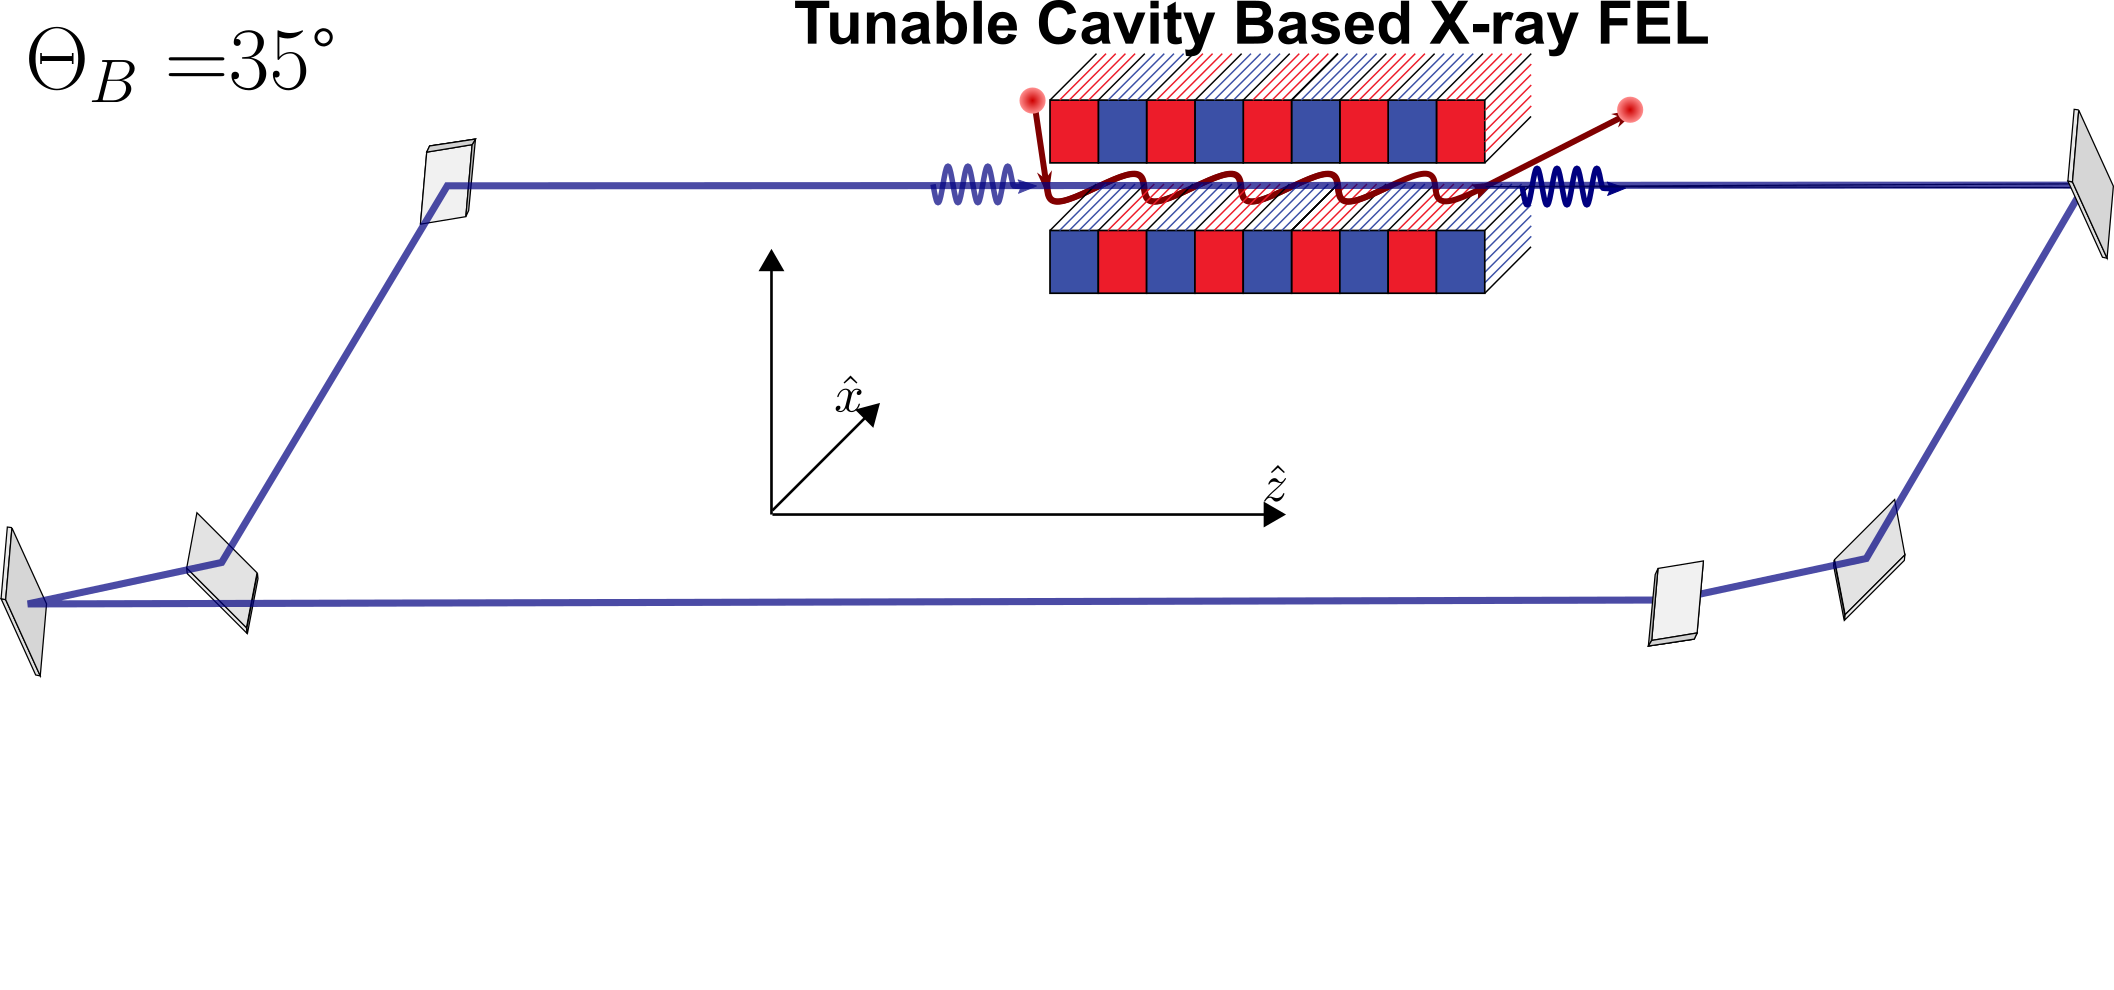 Tunable Cavity Based X-ray FEL
Θ_B =35°
x̂
ẑ